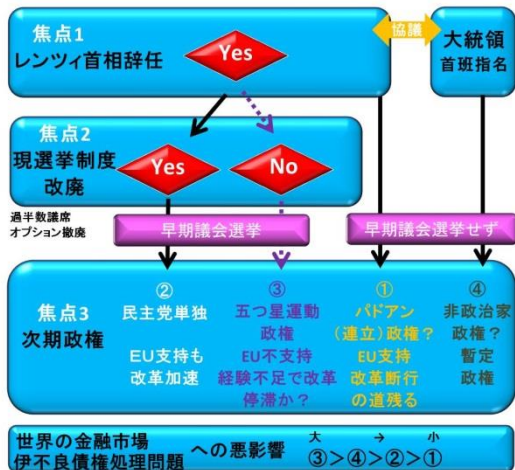 焦点1
レンツィ首相辞任
Yes
協議
大統領
首班指名
焦点2
現選挙制度
改廃
Yes
No
過半数議席
オプション撤廃
早期議会選挙
早期議会選挙せず
焦点3
次期政権
②
民主党単独
EU支持も
改革加速
③
五つ星運動
政権
EU不支持
経験不足で改革
停滞か?
①
パドアン
(連立)政権?
EU支持
改革断行
の道残る
④
非政治家
政権?
暫定
政権
世界の金融市場
伊不良債権処理問題
への悪影響
大 → 小
③>④>②>①